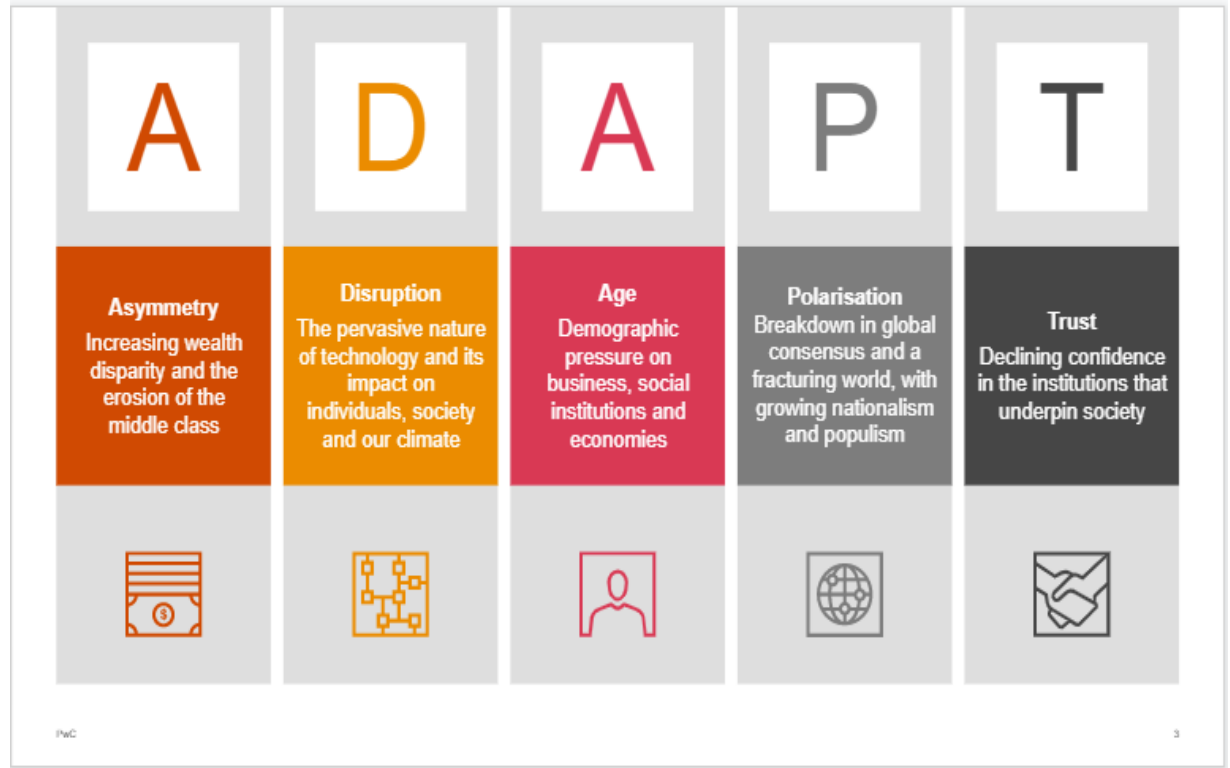 A
D
A
P
T
Asymmetry
Increasing wealth
disparity and the
erosion of the
middle class
Disruption
The pervasive nature
of technology and its
impact on
individuals, society
and our climate
Age
Demographic
pressure on
business, social
institutions and
economies
Polarisation
Breakdown in global
consensus and a
fracturing world, with
growing nationalism
and populism
Trust
Declining confidence
in the institutions that
underpin society
$
PwC
3